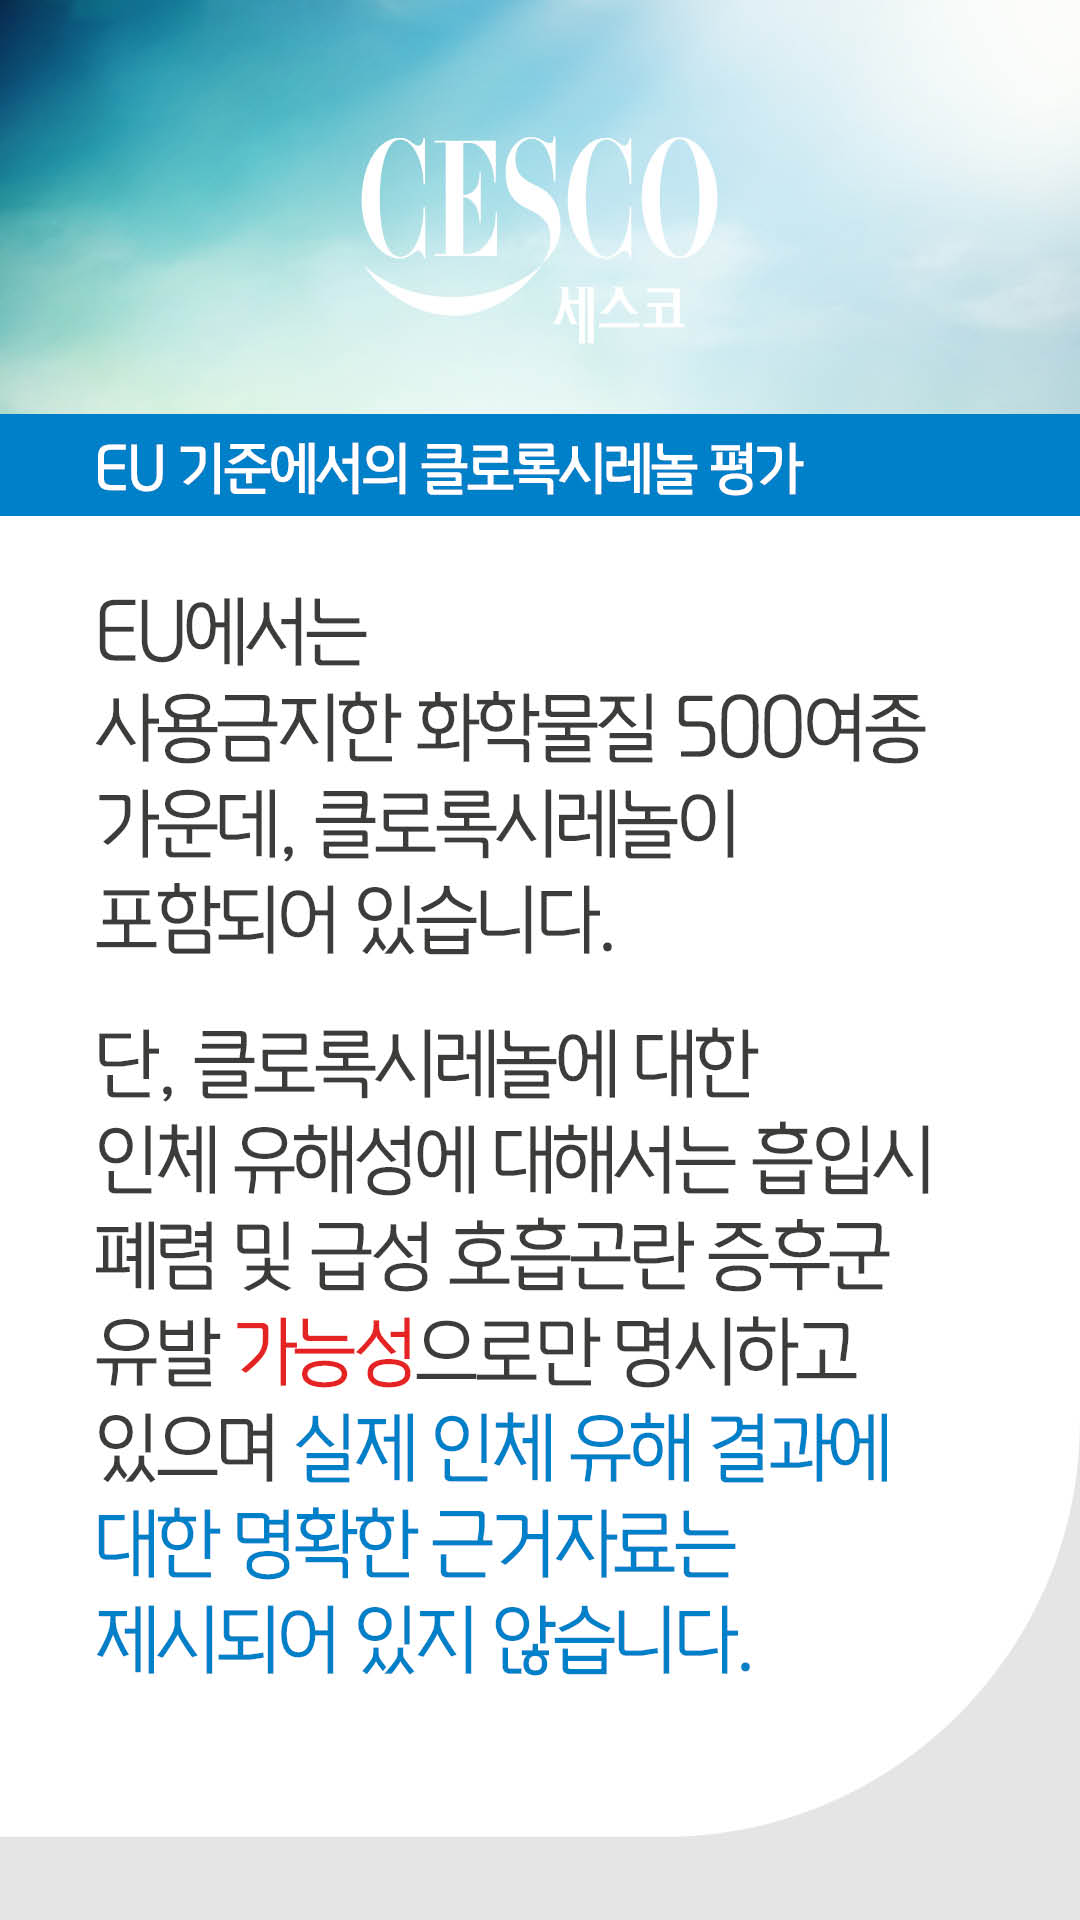 CESCO
세스코
EU 기준에서의 클로록시레놀 평가
EU에서는
사용금지한 화학물질 500여종
가운데, 클로록시레놀이
포함되어 있습니다.
단, 클로록시레놀에 대한
인체 유해성에 대해서는 흡입시
폐렴 및 급성 호흡곤란 증후군
유발 가능성으로만 명시하고
있으며 실제 인체 유해 결과에
대한 명확한 근거자료는
제시되어 있지 않습니다.